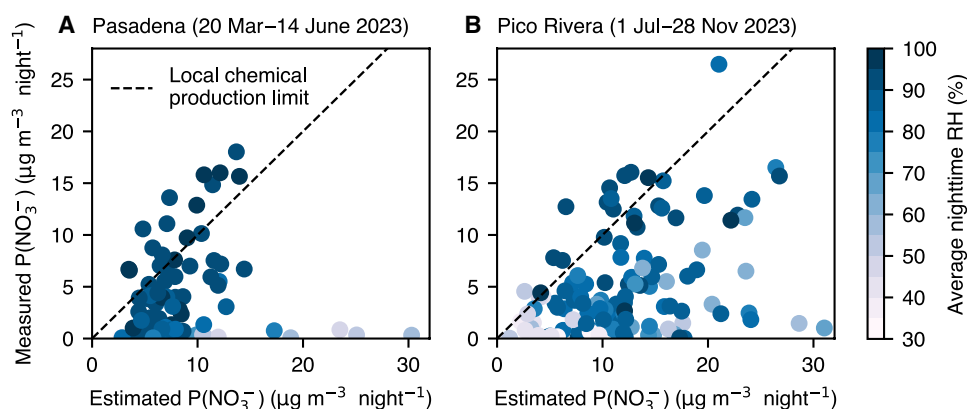 A Pasadena (20 Mar–14 June 2023)
B Pico Rivera (1 Jul–28 Nov 2023)
Measured P(NO₃⁻) (µg m⁻³ night⁻¹)
25
20
15
10
5
0
Local chemical
production limit
0 10 20 30
Estimated P(NO₃⁻) (µg m⁻³ night⁻¹)
25
20
15
10
5
0
0 10 20 30
Estimated P(NO₃⁻) (µg m⁻³ night⁻¹)
100
90
80
70
60
50
40
30
Average nighttime RH (%)